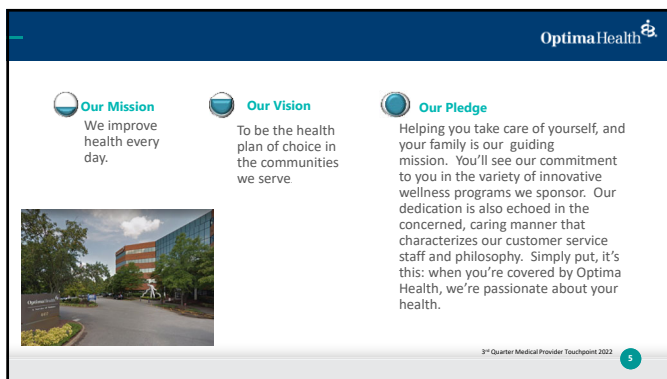 OptimaHealth
Our Mission
We improve
health every
day.
Our Vision
To be the health
plan of choice in
the communities
we serve.
Our Pledge
Helping you take care of yourself, and
your family is our guiding
mission. You'll see our commitment
to you in the variety of innovative
wellness programs we sponsor. Our
dedication is also echoed in the
concerned, caring manner that
characterizes our customer service
staff and philosophy. Simply put, it's
this: when you're covered by Optima
Health, we're passionate about your
health.
OptimaHealth
3rd Quarter Medical Provider Touchpoint 2022
5